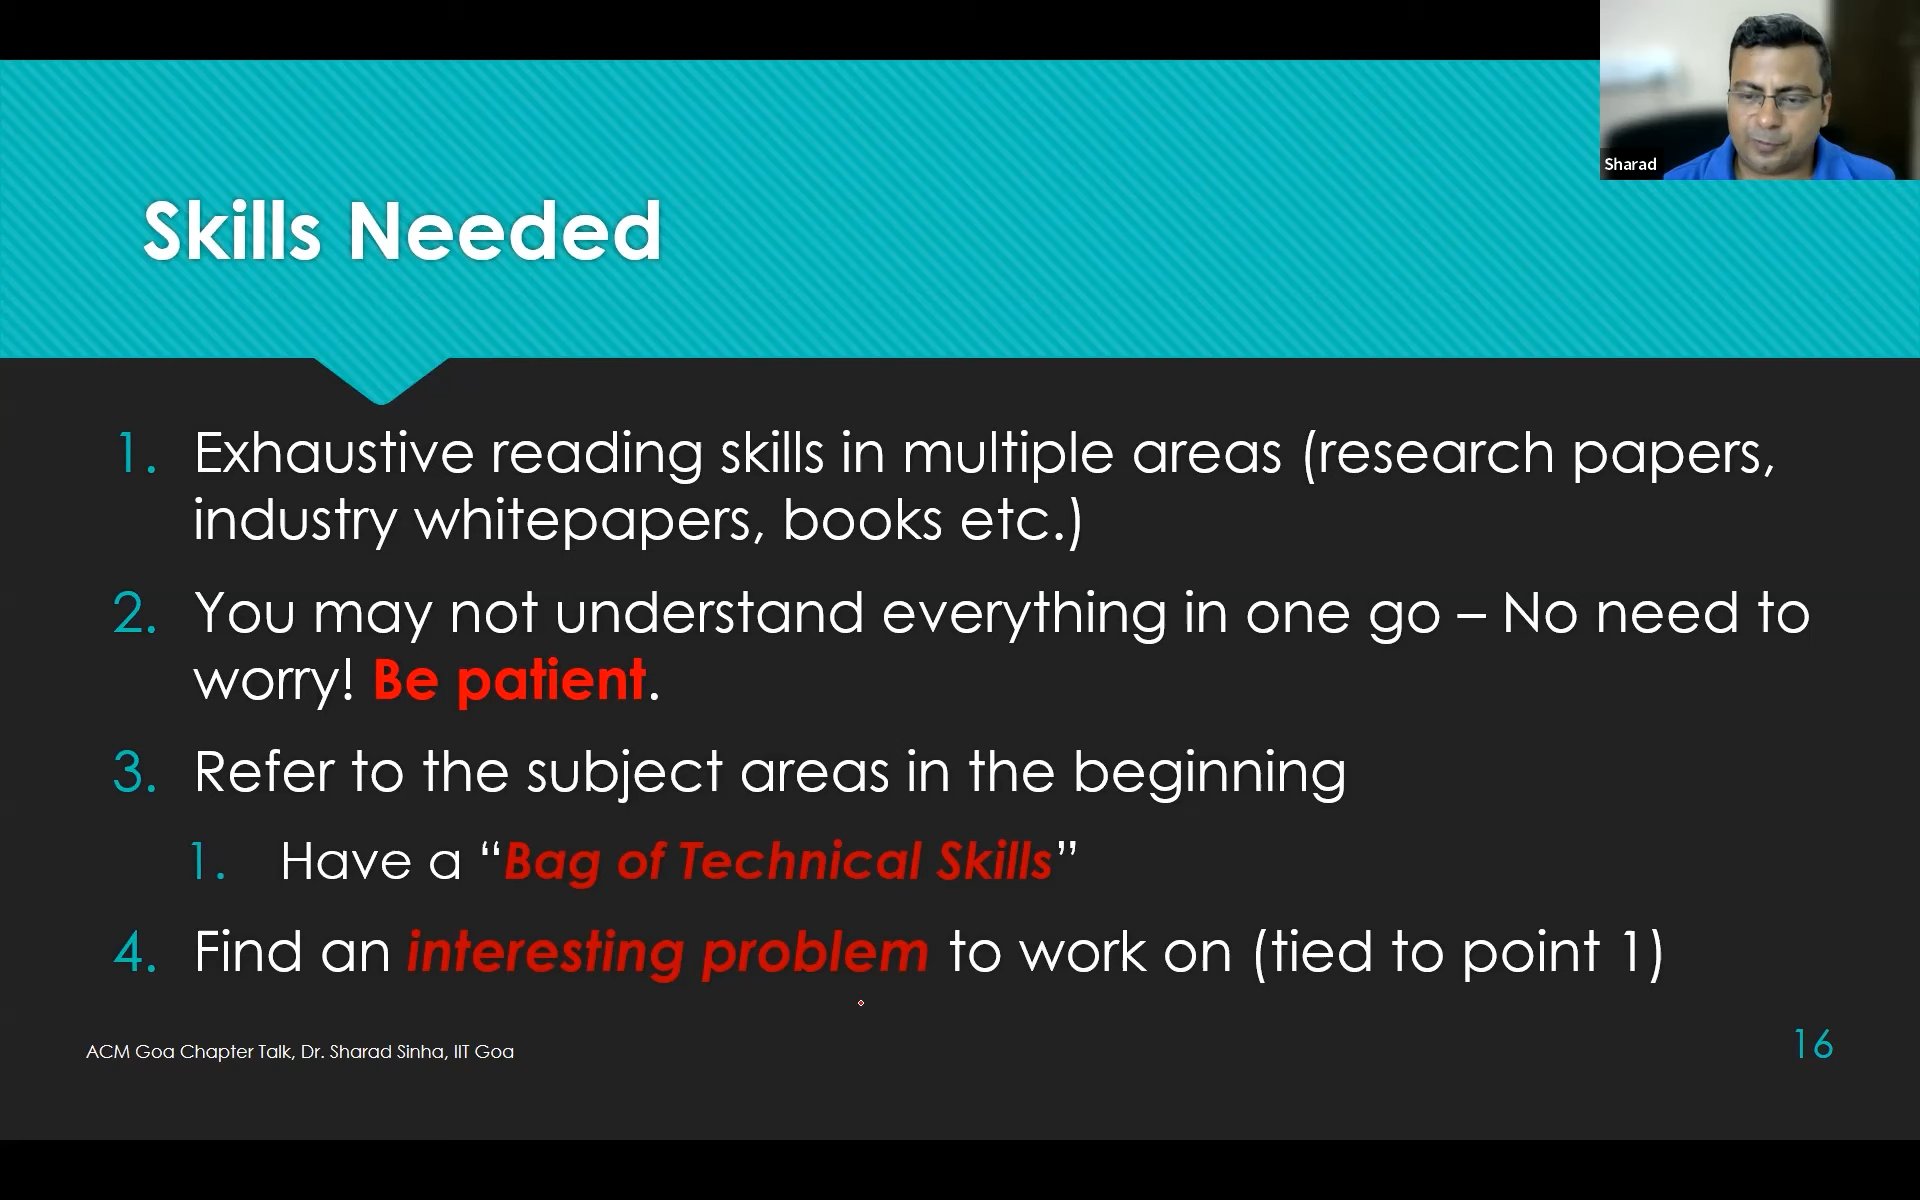 Sharad
Skills Needed
1. Exhaustive reading skills in multiple areas (research papers,
industry whitepapers, books etc.)
2. You may not understand everything in one go – No need to
worry! Be patient.
3. Refer to the subject areas in the beginning
1. Have a “Bag of Technical Skills”
4. Find an interesting problem to work on (tied to point 1)
ACM Goa Chapter Talk, Dr. Sharad Sinha, IIT Goa
16